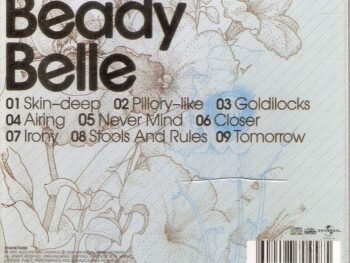 Beady
Belle
01 Skin-deep 02 Pillory-like 03 Goldilocks
04 Airing 05 Never Mind 06 Closer
07 Irony 08 Stools And Rules 09 Tomorrow
UNIVERSAL